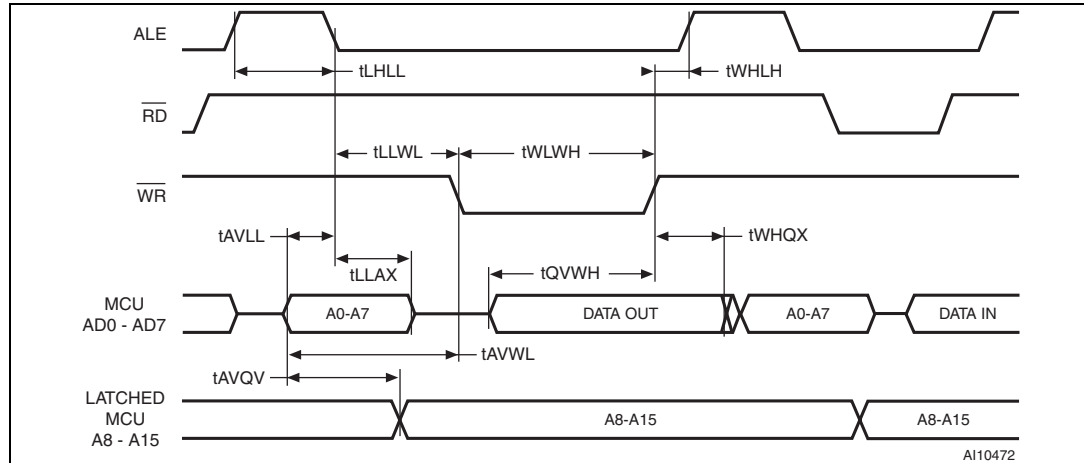 ALE
tLHLL
tWHLH
RD
tLLWL
tWLWH
WR
tAVLL
tLLAX
tWHQX
tQVWH
MCU
AD0 - AD7
A0-A7
DATA OUT
A0-A7
DATA IN
tAVWL
tAVQV
LATCHED
MCU
A8 - A15
A8-A15
A8-A15
AI10472